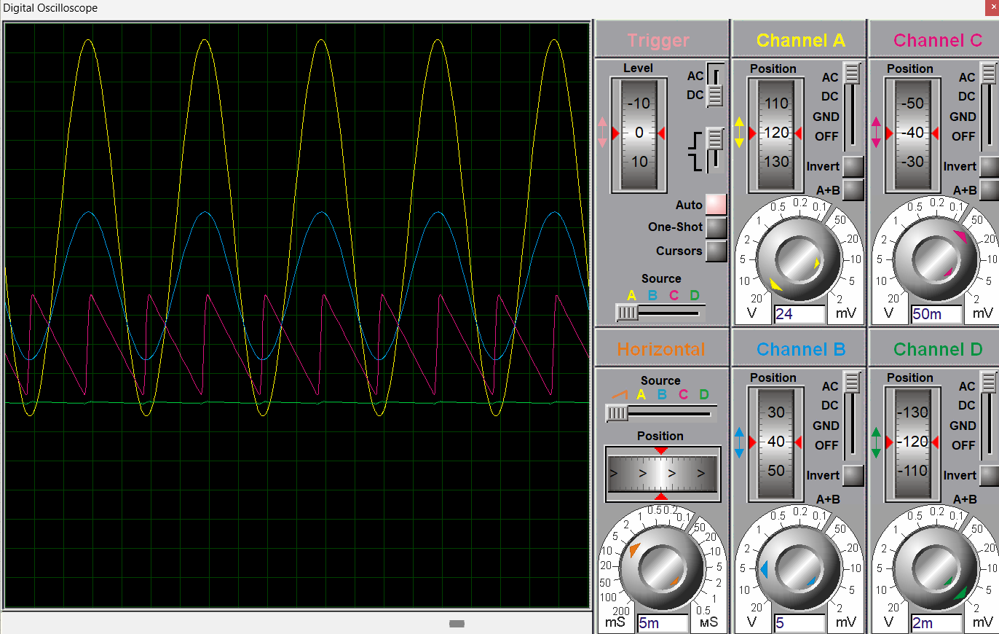 Digital Oscilloscope
×
Trigger
Level
AC
DC
-10
0
10
Auto
One-Shot
Cursors
Source
A B C D
Channel A
Position
AC
DC
GND
OFF
110
120
130
Invert
A+B
20 10 5 2 1 0.5 0.2 0.1 50 20 10 5 2
V 24 mV
Channel C
Position
AC
DC
GND
OFF
-50
-40
-30
Invert
A+B
20 10 5 2 1 0.5 0.2 0.1 50 20 10 5 2
V 50m mV
Horizontal
Source
A B C D
Position
> > > >
200 100 50 20 10 5 2 1 0.5 0.2 0.1 50 20 10 5 2 1 0.5
mS 5m мS
Channel B
Position
AC
DC
GND
OFF
30
40
50
Invert
A+B
20 10 5 2 1 0.5 0.2 0.1 50 20 10 5 2
V 5 mV
Channel D
Position
AC
DC
GND
OFF
-130
-120
-110
Invert
A+B
20 10 5 2 1 0.5 0.2 0.1 50 20 10 5 2
V 2m mV